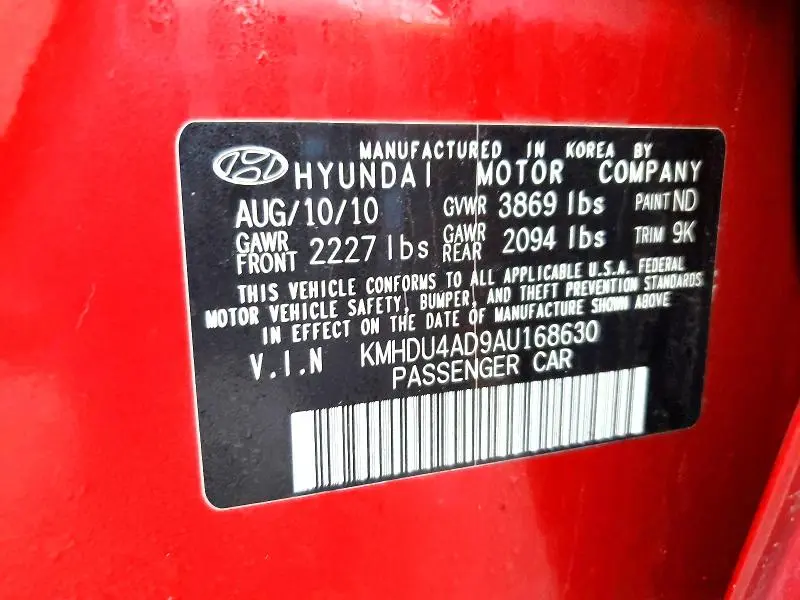 MANUFACTURED IN KOREA BY
HYUNDAI MOTOR COMPANY
AUG/10/10 GVWR 3869 lbs PAINT ND
GAWR FRONT 2227 lbs GAWR REAR 2094 lbs TRIM 9K
THIS VEHICLE CONFORMS TO ALL APPLICABLE U.S.A. FEDERAL
MOTOR VEHICLE SAFETY, BUMPER, AND THEFT PREVENTION STANDARDS
IN EFFECT ON THE DATE OF MANUFACTURE SHOWN ABOVE
V.I.N KMHDU4AD9AU168630
PASSENGER CAR